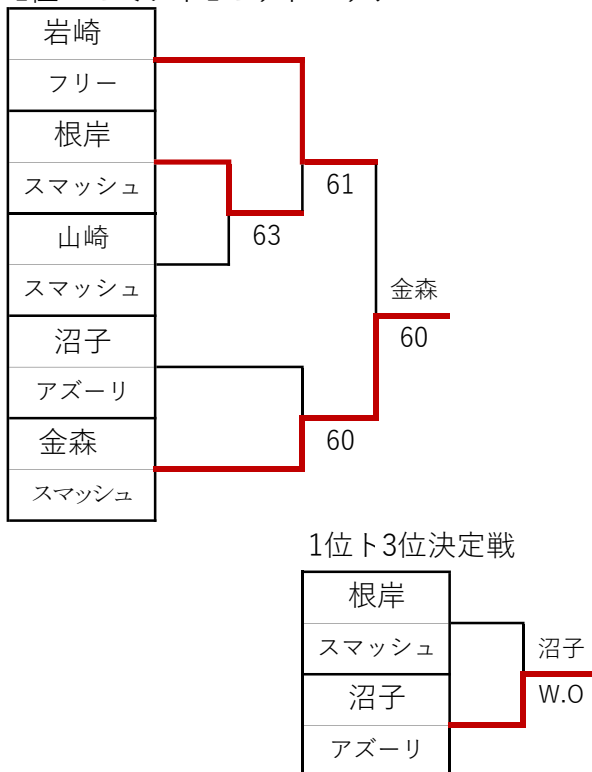 岩崎
フリー
根岸
スマッシュ
山崎
スマッシュ
沼子
アズーリ
金森
スマッシュ
63
61
60
金森
60
1位ト3位決定戦
根岸
スマッシュ
沼子
アズーリ
沼子
W.O